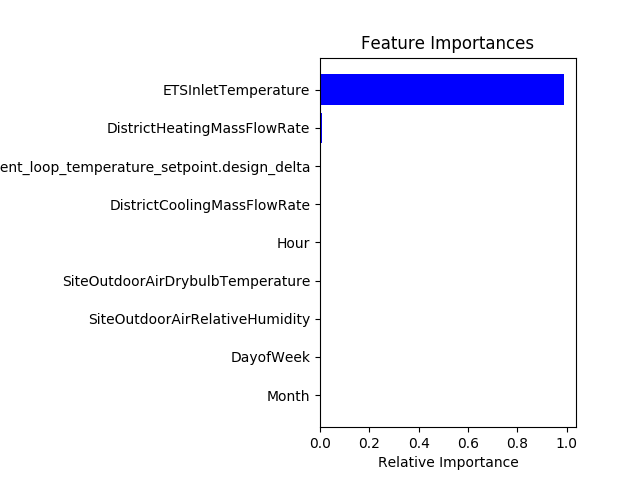 Feature Importances
ETSInletTemperature
DistrictHeatingMassFlowRate
ent_loop_temperature_setpoint.design_delta
DistrictCoolingMassFlowRate
Hour
SiteOutdoorAirDrybulbTemperature
SiteOutdoorAirRelativeHumidity
DayofWeek
Month
0.0 0.2 0.4 0.6 0.8 1.0
Relative Importance